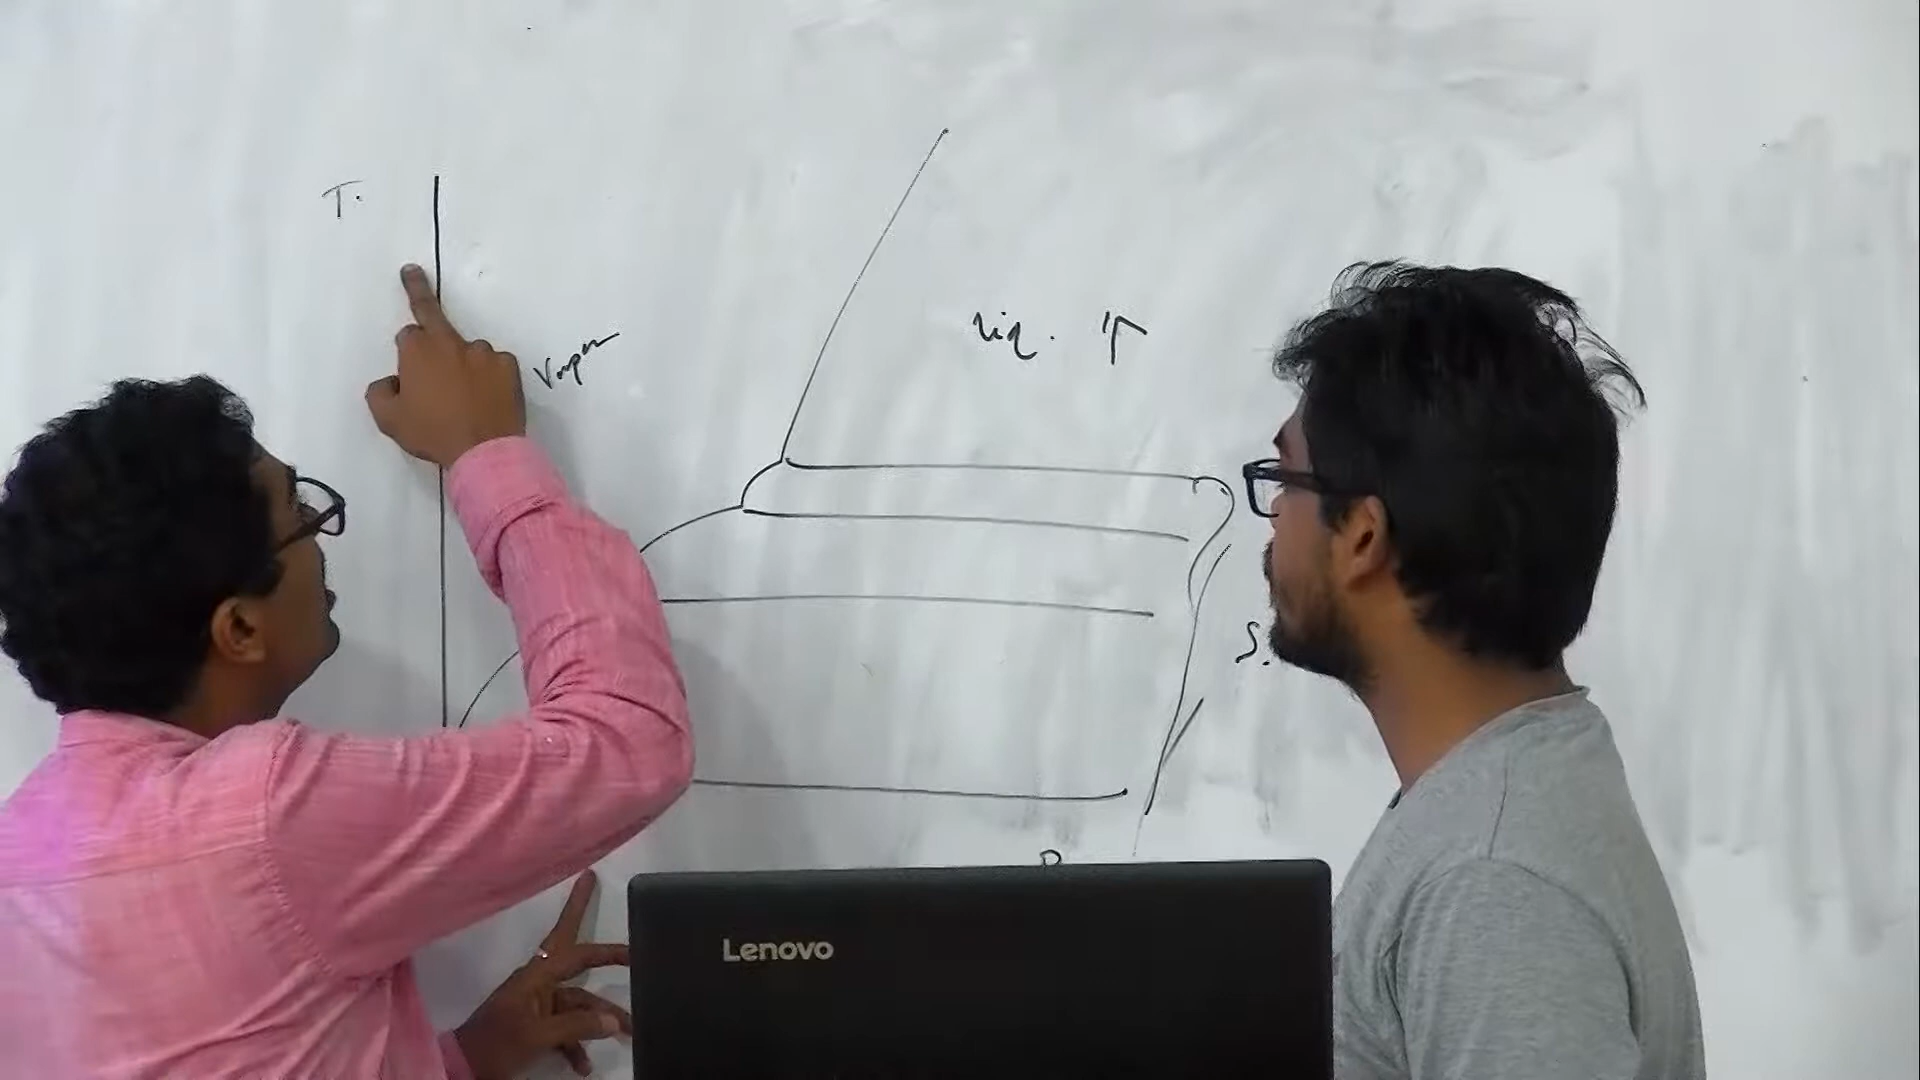 T.
Vapor
Liq. ↑
S.
P
Lenovo